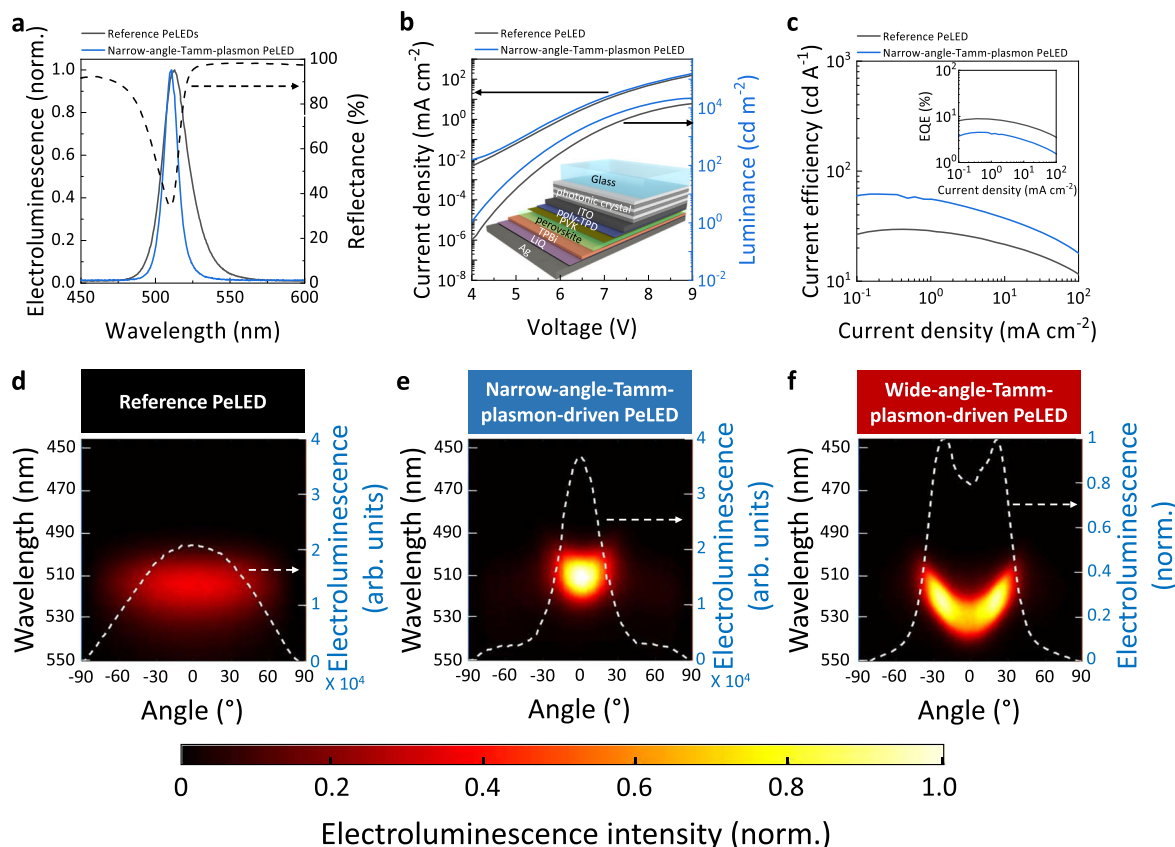 a
Reference PeLEDs
Narrow-angle-Tamm-plasmon PeLED
Electroluminescence (norm.)
1.0
0.8
0.6
0.4
0.2
0.0
100
80
60
40
20
0
Reflectance (%)
450
500
550
600
Wavelength (nm)
b
Reference PeLED
Narrow-angle-Tamm-plasmon PeLED
Current density (mA cm-2)
10^2
10^0
10^-2
10^-4
10^-6
10^-8
10^4
10^2
10^0
10^-2
Luminance (cd m-2)
Glass
photonic crystal
ITO
poly-TPD
PVK
perovskite
TPBi
LiQ
Ag
4
5
6
7
8
9
Voltage (V)
c
Reference PeLED
Narrow-angle-Tamm-plasmon PeLED
Current efficiency (cd A-1)
10^3
10^2
10^1
EQE (%)
10^2
10^1
10^0
10^-1
10^0
10^1
10^2
Current density (mA cm-2)
10^-1
10^0
10^1
10^2
Current density (mA cm-2)
d
Reference PeLED
Wavelength (nm)
450
470
490
510
530
550
4
3
2
1
0
X 10^4
Electroluminescence
(arb. units)
-90
-60
-30
0
30
60
90
Angle (°)
e
Narrow-angle-Tamm-
plasmon-driven PeLED
Wavelength (nm)
450
470
490
510
530
550
4
3
2
1
0
X 10^4
Electroluminescence
(arb. units)
-90
-60
-30
0
30
60
90
Angle (°)
f
Wide-angle-Tamm-
plasmon-driven PeLED
Wavelength (nm)
450
470
490
510
530
550
1
0.8
0.6
0.4
0.2
0
Electroluminescence
(norm.)
-90
-60
-30
0
30
60
90
Angle (°)
0
0.2
0.4
0.6
0.8
1.0
Electroluminescence intensity (norm.)